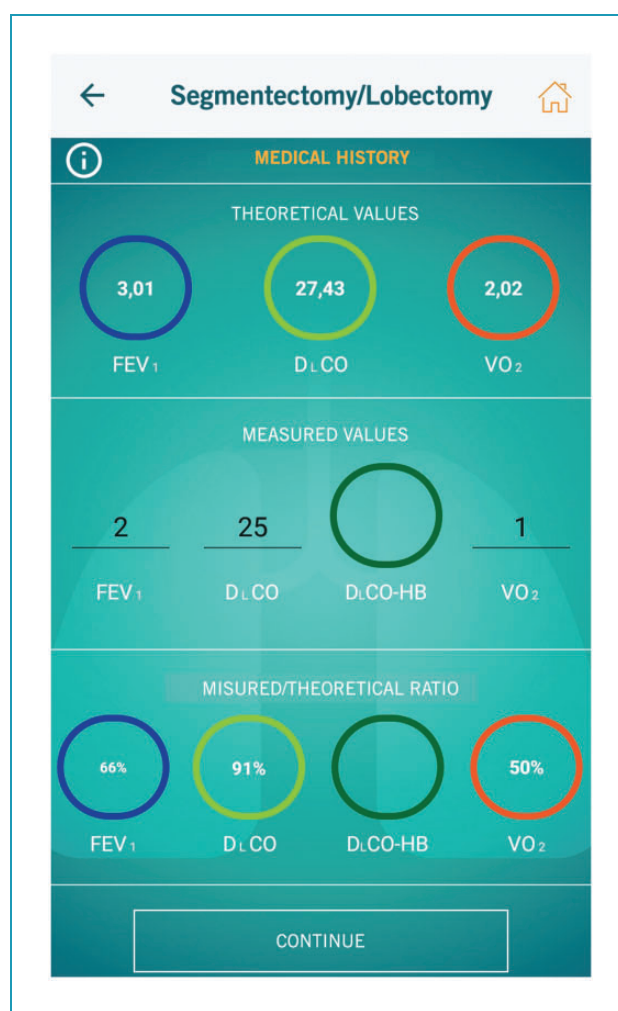 Segmentectomy/Lobectomy
MEDICAL HISTORY
THEORETICAL VALUES
3,01 27,43 2,02
FEV1 DLCO VO2
MEASURED VALUES
2 25 1
FEV1 DLCO DLCO-HB VO2
MISURED/THEORETICAL RATIO
66% 91% 50%
FEV1 DLCO DLCO-HB VO2
CONTINUE